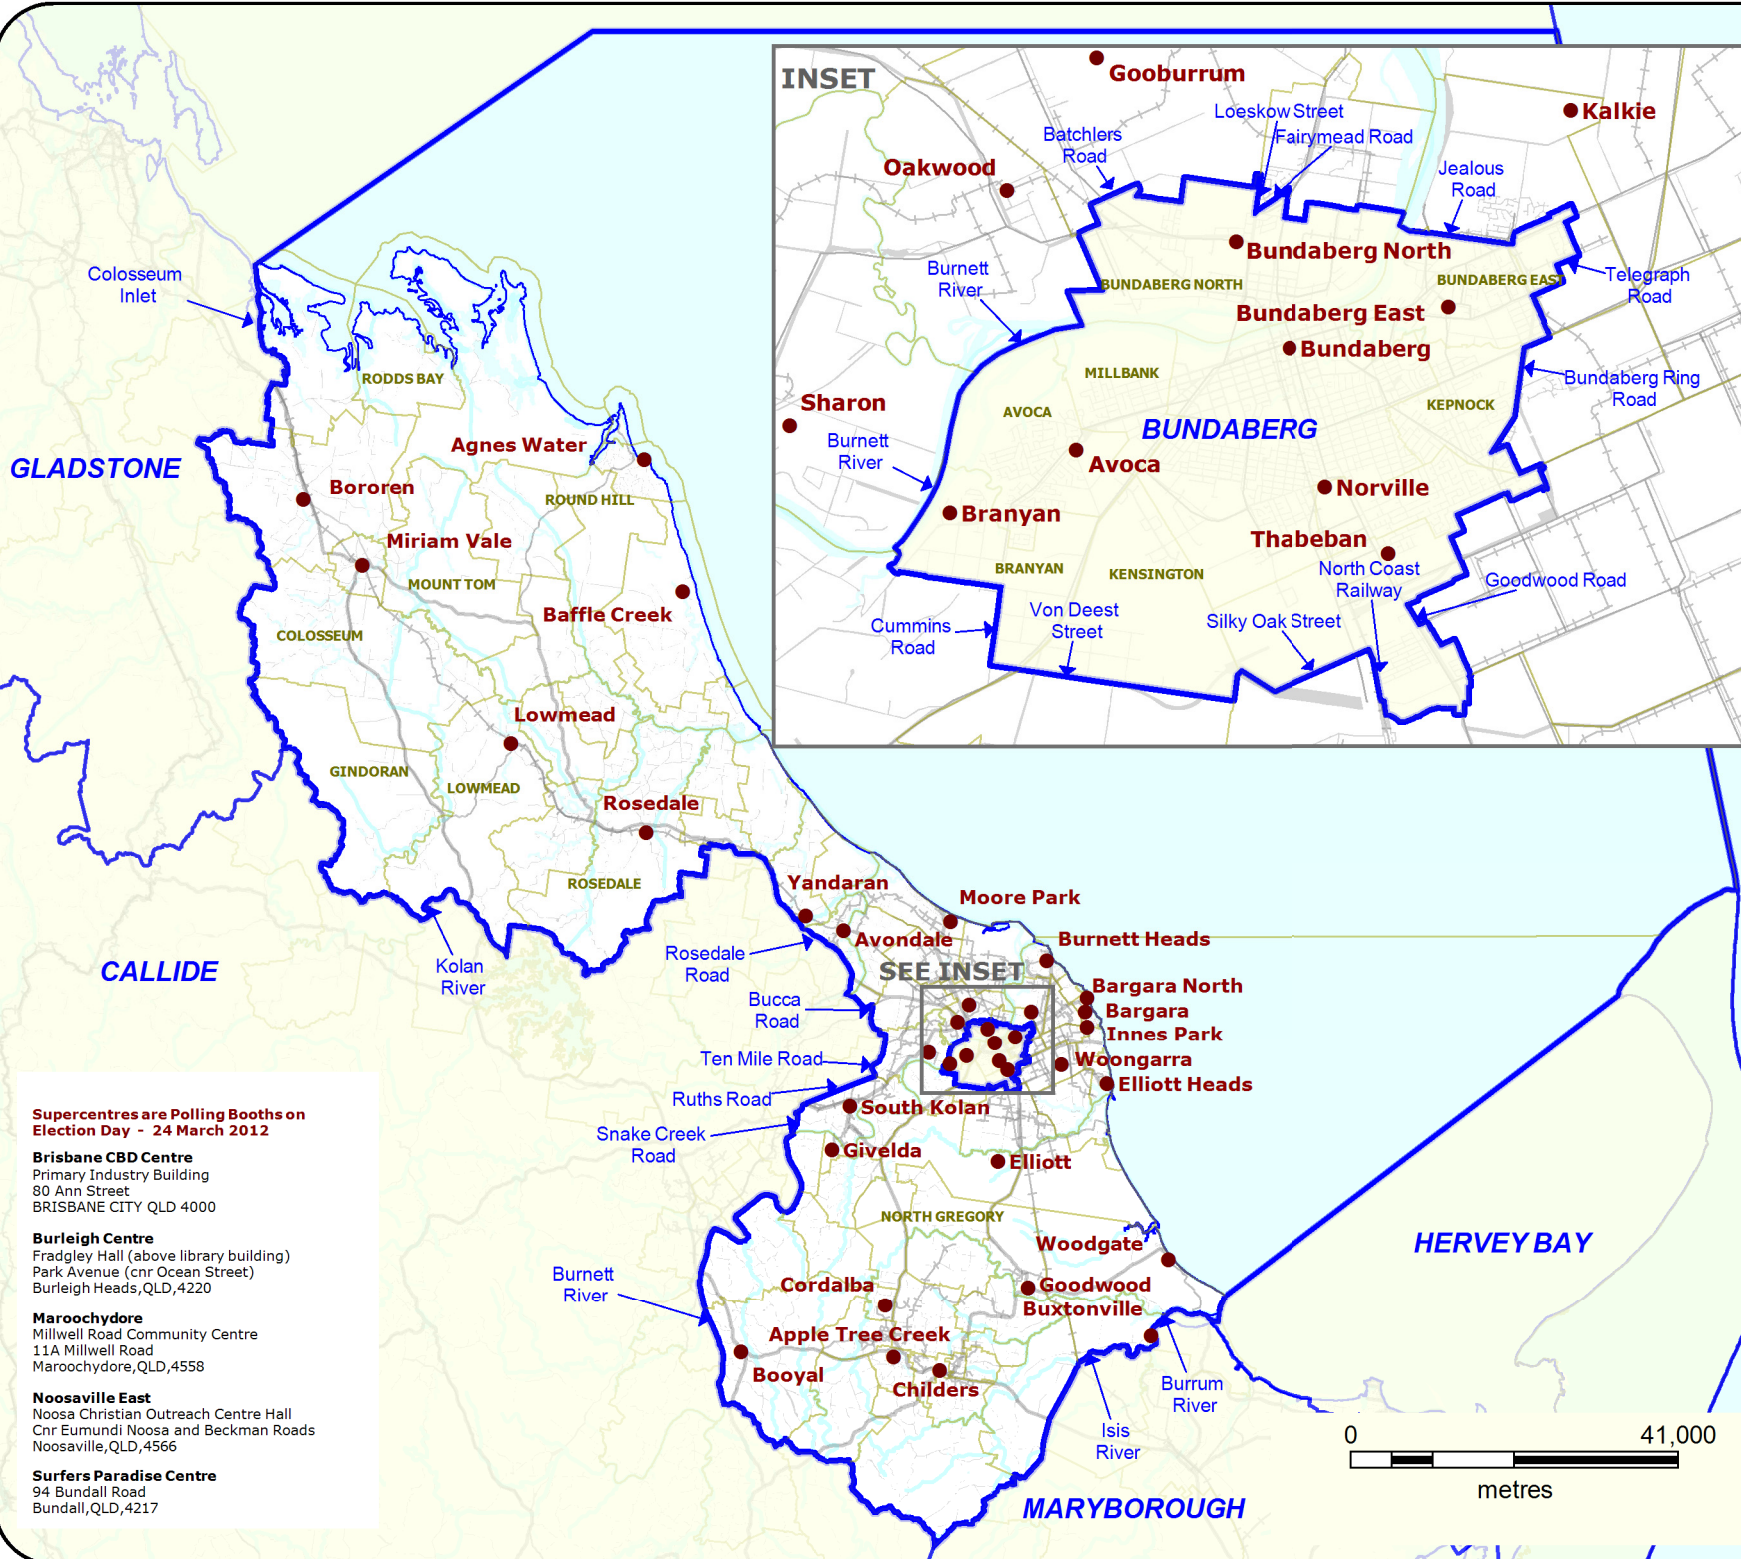 INSET
Gooburrum
Kalkie
Loeskow Street
Fairymead Road
Batchlers
Road
Oakwood
Jealous
Road
Bundaberg North
Burnett
River
BUNDABERG NORTH
BUNDABERG EAST
Telegraph
Road
Bundaberg East
Bundaberg
MILLBANK
Bundaberg Ring
Road
Sharon
AVOCA
KEPNOCK
BUNDABERG
Burnett
River
Avoca
Norville
Branyan
Thabeban
BRANYAN
KENSINGTON
North Coast
Railway
Goodwood Road
Cummins
Road
Von Deest
Street
Silky Oak Street
Colosseum
Inlet
RODDS BAY
Agnes Water
GLADSTONE
Bororen
ROUND HILL
Miriam Vale
MOUNT TOM
Baffle Creek
COLOSSEUM
Lowmead
GINDORAN
LOWMEAD
Rosedale
ROSEDALE
Yandaran
Moore Park
Avondale
Burnett Heads
Rosedale
Road
CALLIDE
Kolan
River
SEE INSET
Bargara North
Bargara
Innes Park
Bucca
Road
Ten Mile Road
Woongarra
Elliott Heads
Ruths Road
South Kolan
Snake Creek
Road
Givelda
Elliott
NORTH GREGORY
Woodgate
HERVEY BAY
Burnett
River
Cordalba
Goodwood
Buxtonville
Apple Tree Creek
Booyal
Childers
Burrum
River
Isis
River
MARYBOROUGH
0
41,000
metres
Supercentres are Polling Booths on
Election Day - 24 March 2012
Brisbane CBD Centre
Primary Industry Building
80 Ann Street
BRISBANE CITY QLD 4000
Burleigh Centre
Fradgley Hall (above library building)
Park Avenue (cnr Ocean Street)
Burleigh Heads,QLD,4220
Maroochydore
Millwell Road Community Centre
11A Millwell Road
Maroochydore,QLD,4558
Noosaville East
Noosa Christian Outreach Centre Hall
Cnr Eumundi Noosa and Beckman Roads
Noosaville,QLD,4566
Surfers Paradise Centre
94 Bundall Road
Bundall,QLD,4217